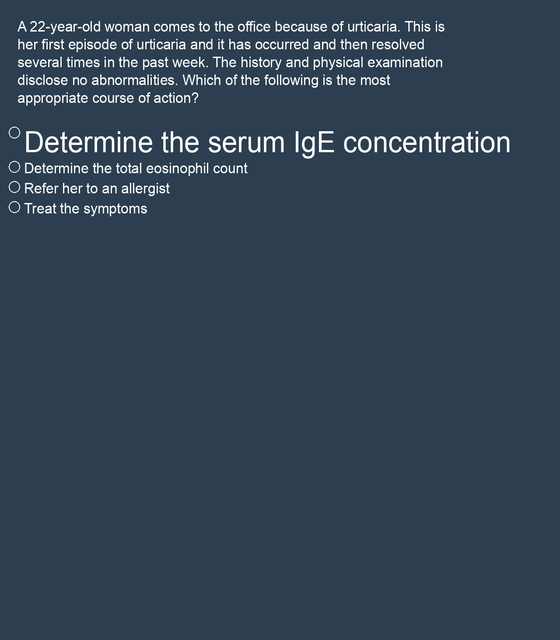 A 22-year-old woman comes to the office because of urticaria. This is
her first episode of urticaria and it has occurred and then resolved
several times in the past week. The history and physical examination
disclose no abnormalities. Which of the following is the most
appropriate course of action?
Determine the serum IgE concentration
Determine the total eosinophil count
Refer her to an allergist
Treat the symptoms